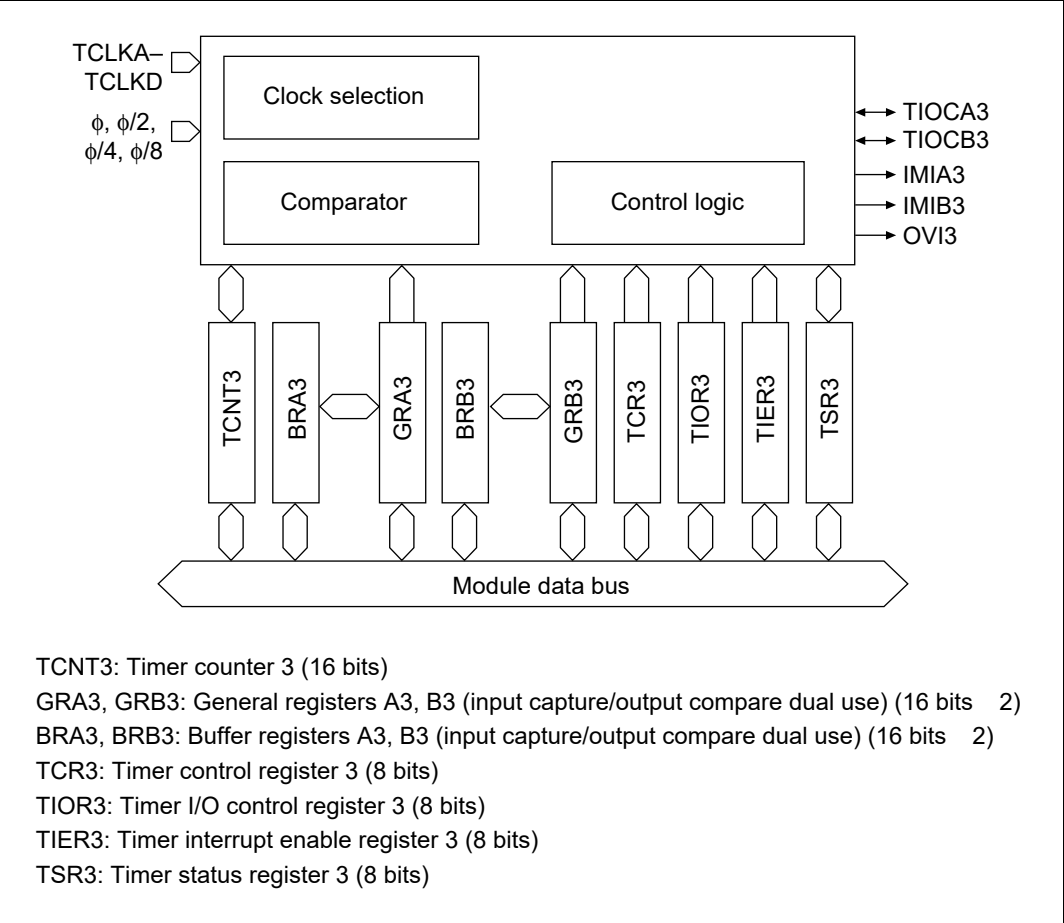 TCLKA–
TCLKD
ϕ, ϕ/2,
ϕ/4, ϕ/8
Clock selection
Comparator
Control logic
TIOCA3
TIOCB3
IMIA3
IMIB3
OVI3
TCNT3
BRA3
GRA3
BRB3
GRB3
TCR3
TIOR3
TIER3
TSR3
Module data bus
TCNT3: Timer counter 3 (16 bits)
GRA3, GRB3: General registers A3, B3 (input capture/output compare dual use) (16 bits 2)
BRA3, BRB3: Buffer registers A3, B3 (input capture/output compare dual use) (16 bits 2)
TCR3: Timer control register 3 (8 bits)
TIOR3: Timer I/O control register 3 (8 bits)
TIER3: Timer interrupt enable register 3 (8 bits)
TSR3: Timer status register 3 (8 bits)